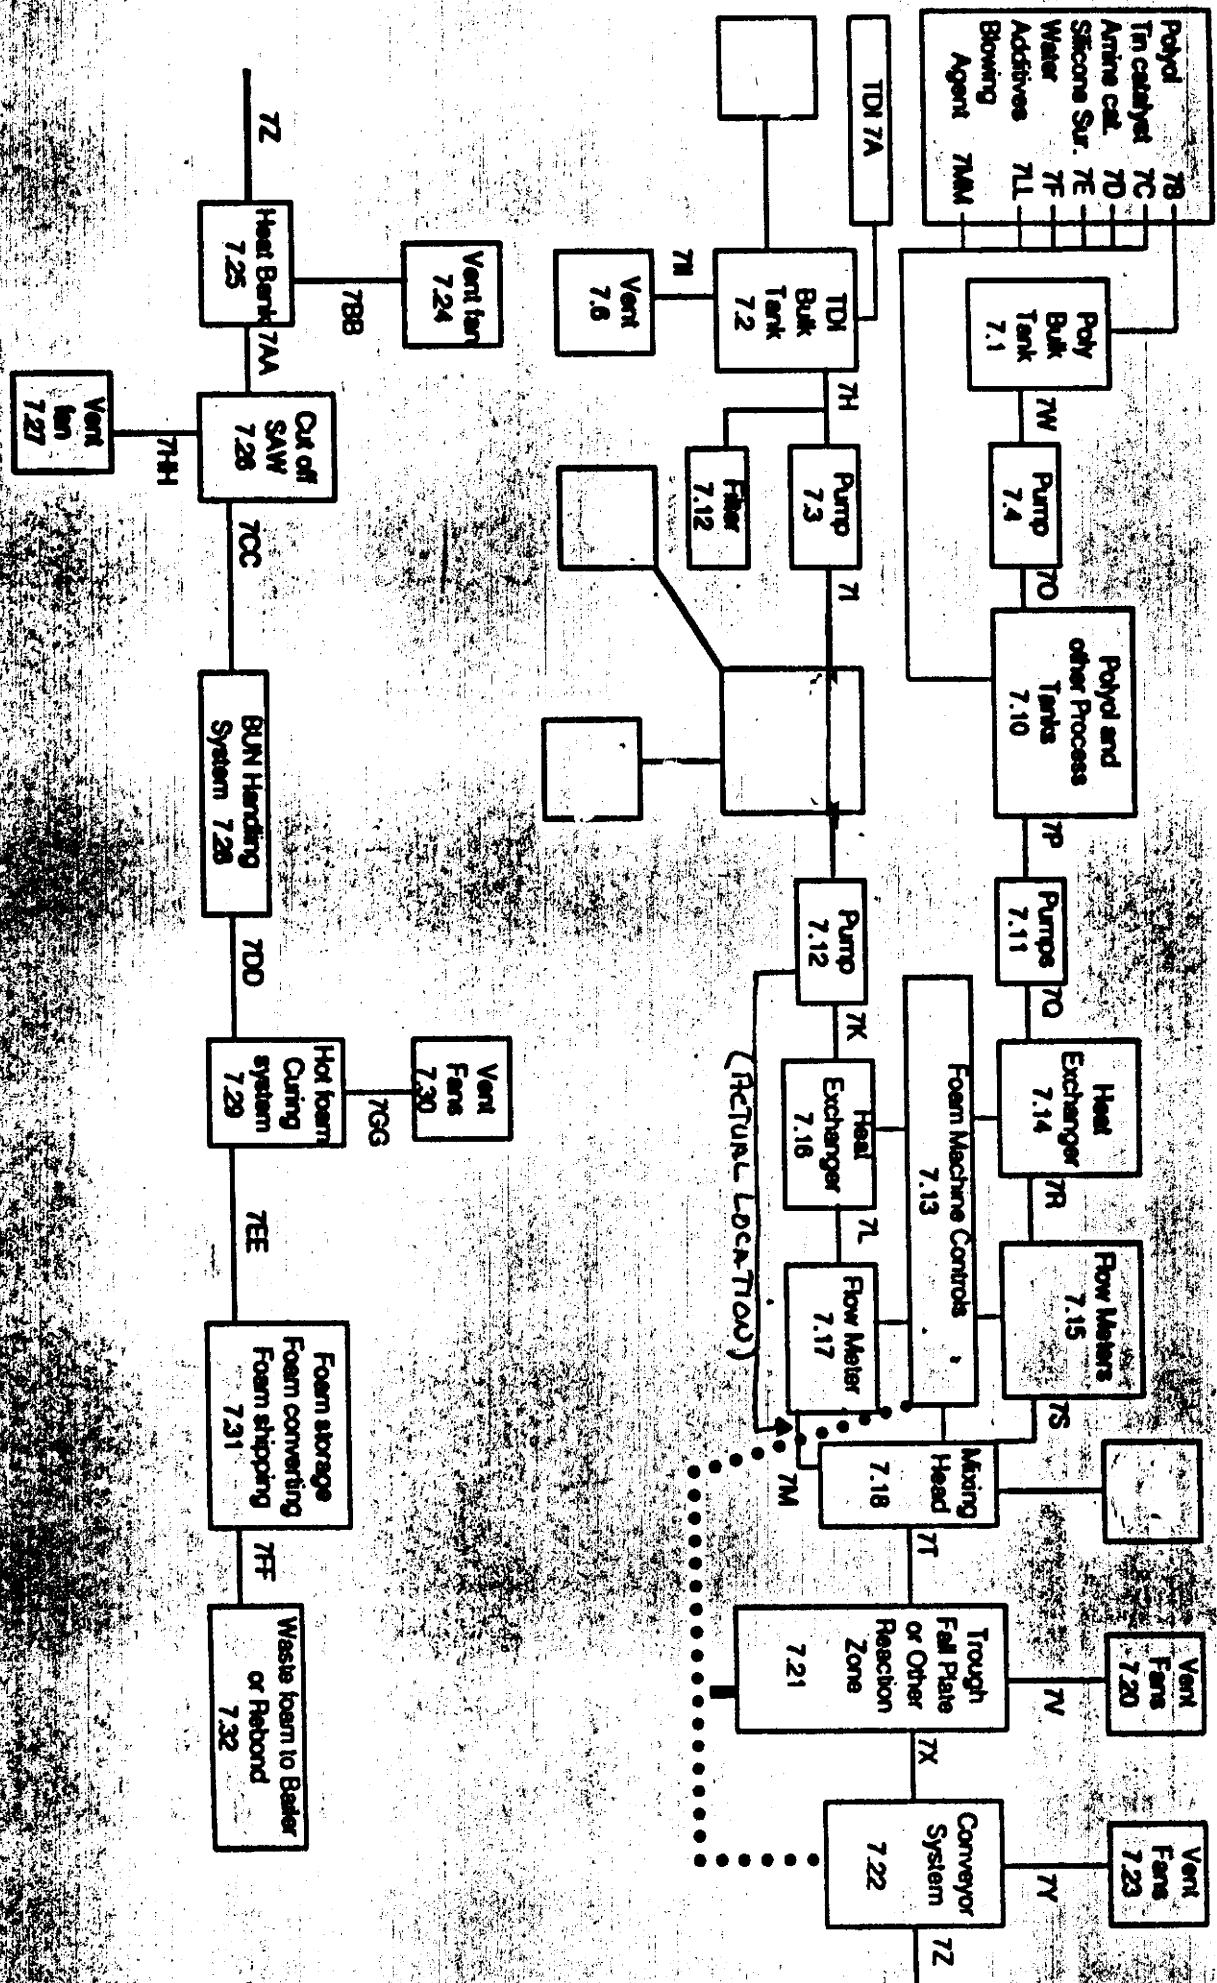 Polyol 7B
Tin catalyst 7C
Amine cat. 7D
Silicone Sur. 7E
Water 7F
Additives 7LL
Blowing
Agent 7MM
Poly
Bulk
Tank
7.1
7W
Pump
7.4
7O
Polyol and
other Process
Tanks
7.10
7P
Pumps
7.11
7Q
Heat
Exchanger
7.14
7R
Flow Meters
7.15
7S
Foam Machine Controls
7.13
Mixing
Head
7.18
7T
Vent
Fans
7.20
7V
Trough
Fall Plate
or Other
Reaction
Zone
7.21
7X
Vent
Fans
7.23
7Y
Conveyor
System
7.22
7Z
TDI 7A
TDI
Bulk
Tank
7.2
7II
Vent
7.6
7H
Pump
7.3
Filter
7.12
7I
Pump
7.12
7K
Heat
Exchanger
7.16
7L
Flow Meter
7.17
7M
(ACTUAL LOCATION)
7Z
Heat Bank
7.25
7BB
Vent fan
7.24
7AA
Cut off
SAW
7.26
7HH
Vent
fan
7.27
7CC
BUN Handling
System 7.28
7DD
Hot foam
Curing
system
7.29
7GG
Vent
Fans
7.30
7EE
Foam storage
Foam converting
Foam shipping
7.31
7FF
Waste foam to Baler
or Rebond
7.32